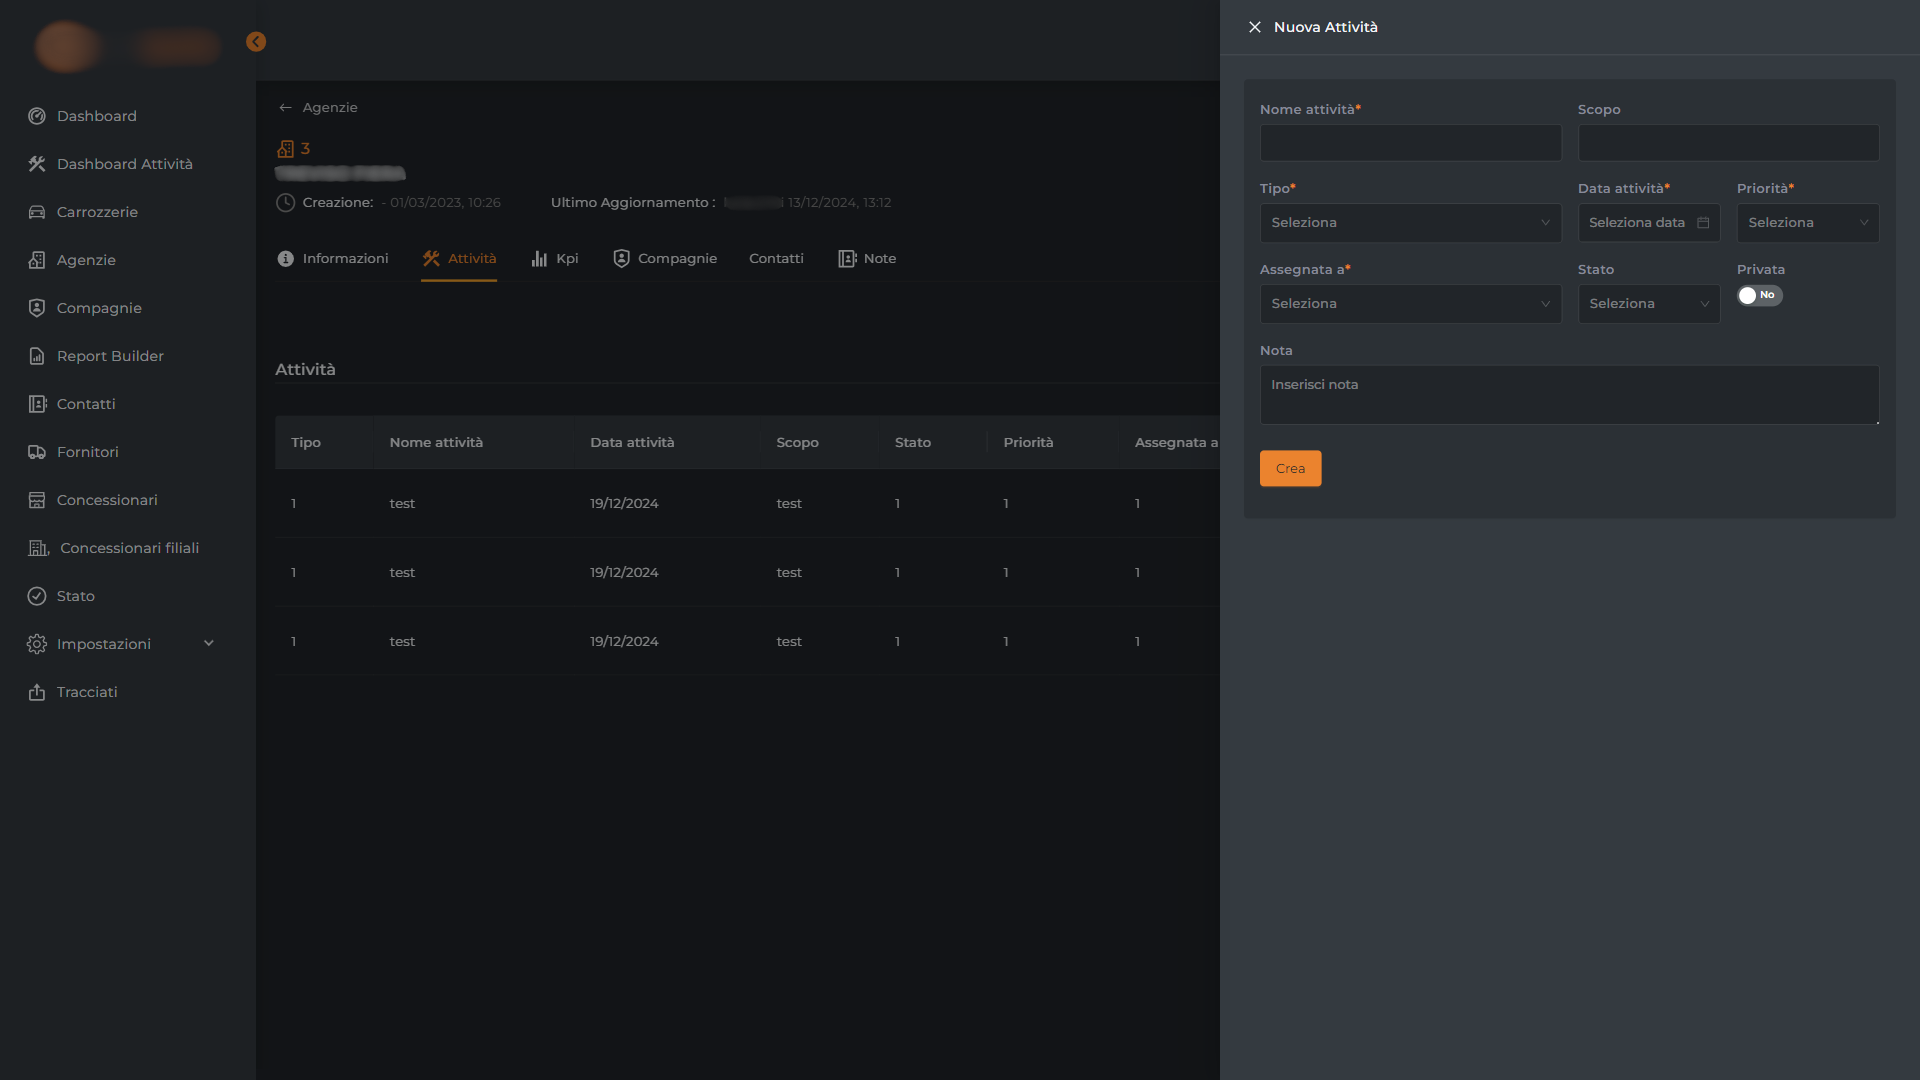 Dashboard
Dashboard Attività
Carrozzerie
Agenzie
Compagnie
Report Builder
Contatti
Fornitori
Concessionari
Concessionari filiali
Stato
Impostazioni
Tracciati
Agenzie
3
Creazione: - 01/03/2023, 10:26 Ultimo Aggiornamento : 13/12/2024, 13:12
Informazioni Attività Kpi Compagnie Contatti Note
Attività
Tipo Nome attività Data attività Scopo Stato Priorità Assegnata a
1 test 19/12/2024 test 1 1 1
1 test 19/12/2024 test 1 1 1
1 test 19/12/2024 test 1 1 1
Nuova Attività
Nome attività* Scopo
Tipo* Data attività* Priorità*
Seleziona Seleziona data Seleziona
Assegnata a* Stato Privata
Seleziona Seleziona No
Nota
Inserisci nota
Crea